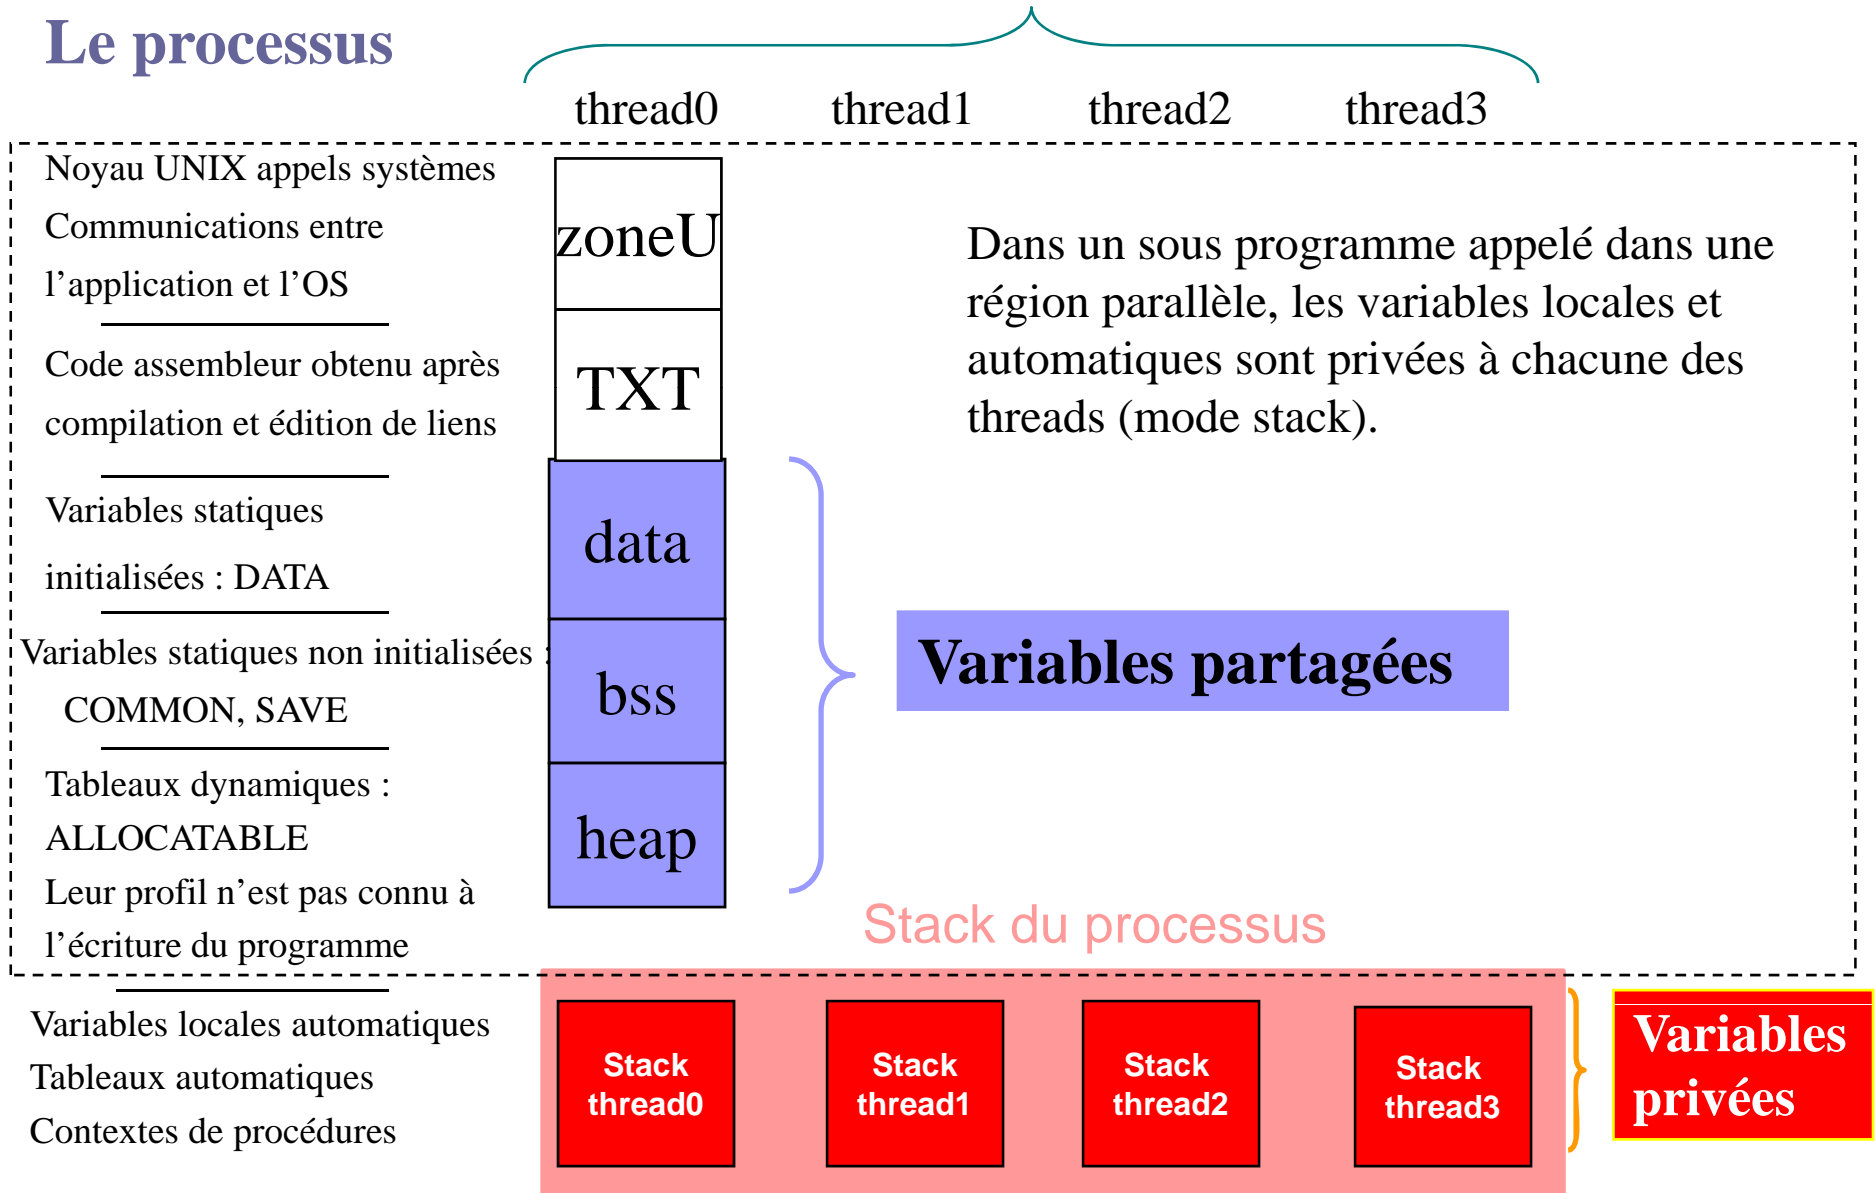 Le processus
thread0 thread1 thread2 thread3
Noyau UNIX appels systèmes
Communications entre
l’application et l’OS
zoneU
Code assembleur obtenu après
compilation et édition de liens
TXT
Dans un sous programme appelé dans une
région parallèle, les variables locales et
automatiques sont privées à chacune des
threads (mode stack).
Variables statiques
initialisées : DATA
data
Variables statiques non initialisées :
COMMON, SAVE
bss
Variables partagées
Tableaux dynamiques :
ALLOCATABLE
Leur profil n’est pas connu à
l’écriture du programme
heap
Stack du processus
Variables locales automatiques
Tableaux automatiques
Contextes de procédures
Stack
thread0
Stack
thread1
Stack
thread2
Stack
thread3
Variables
privées